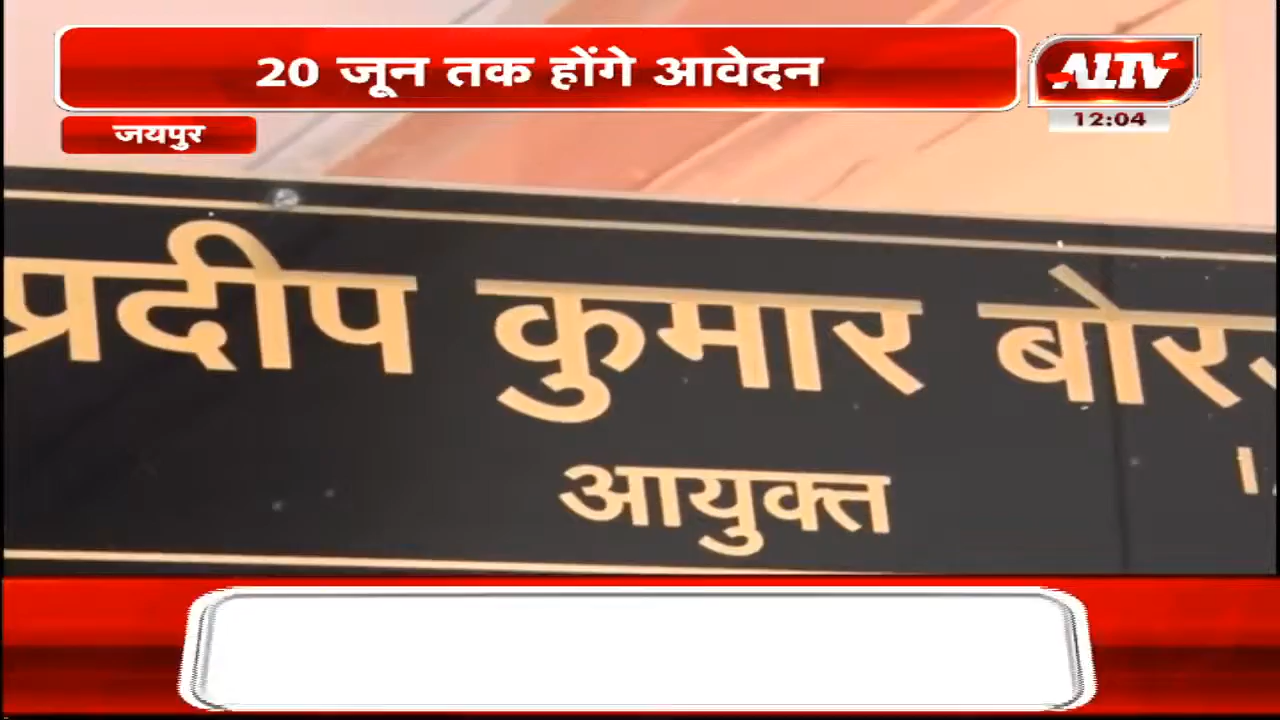 20 जून तक होंगे आवेदन
ALTV
12:04
जयपुर
प्रदीप कुमार
आयुक्त